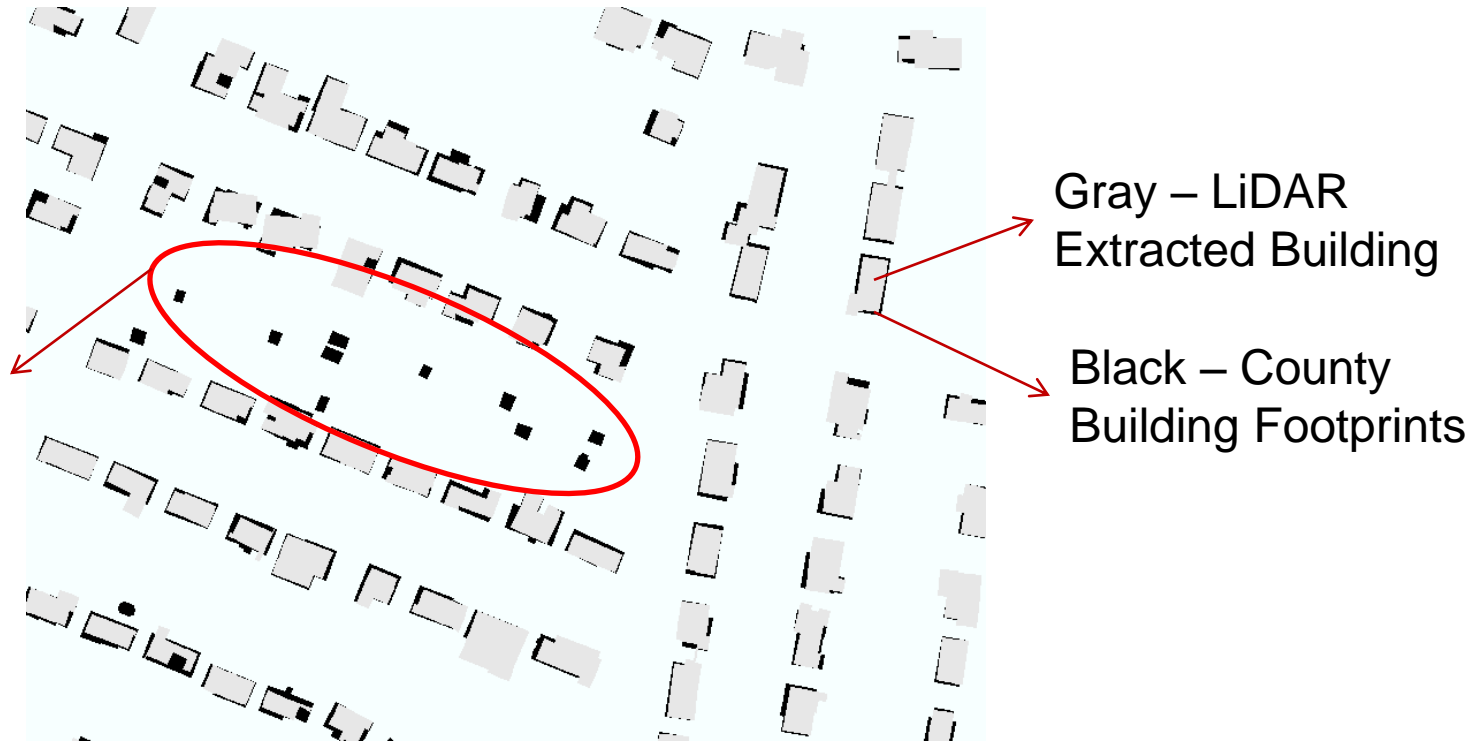 Gray – LiDAR
Extracted Building
Black – County
Building Footprints